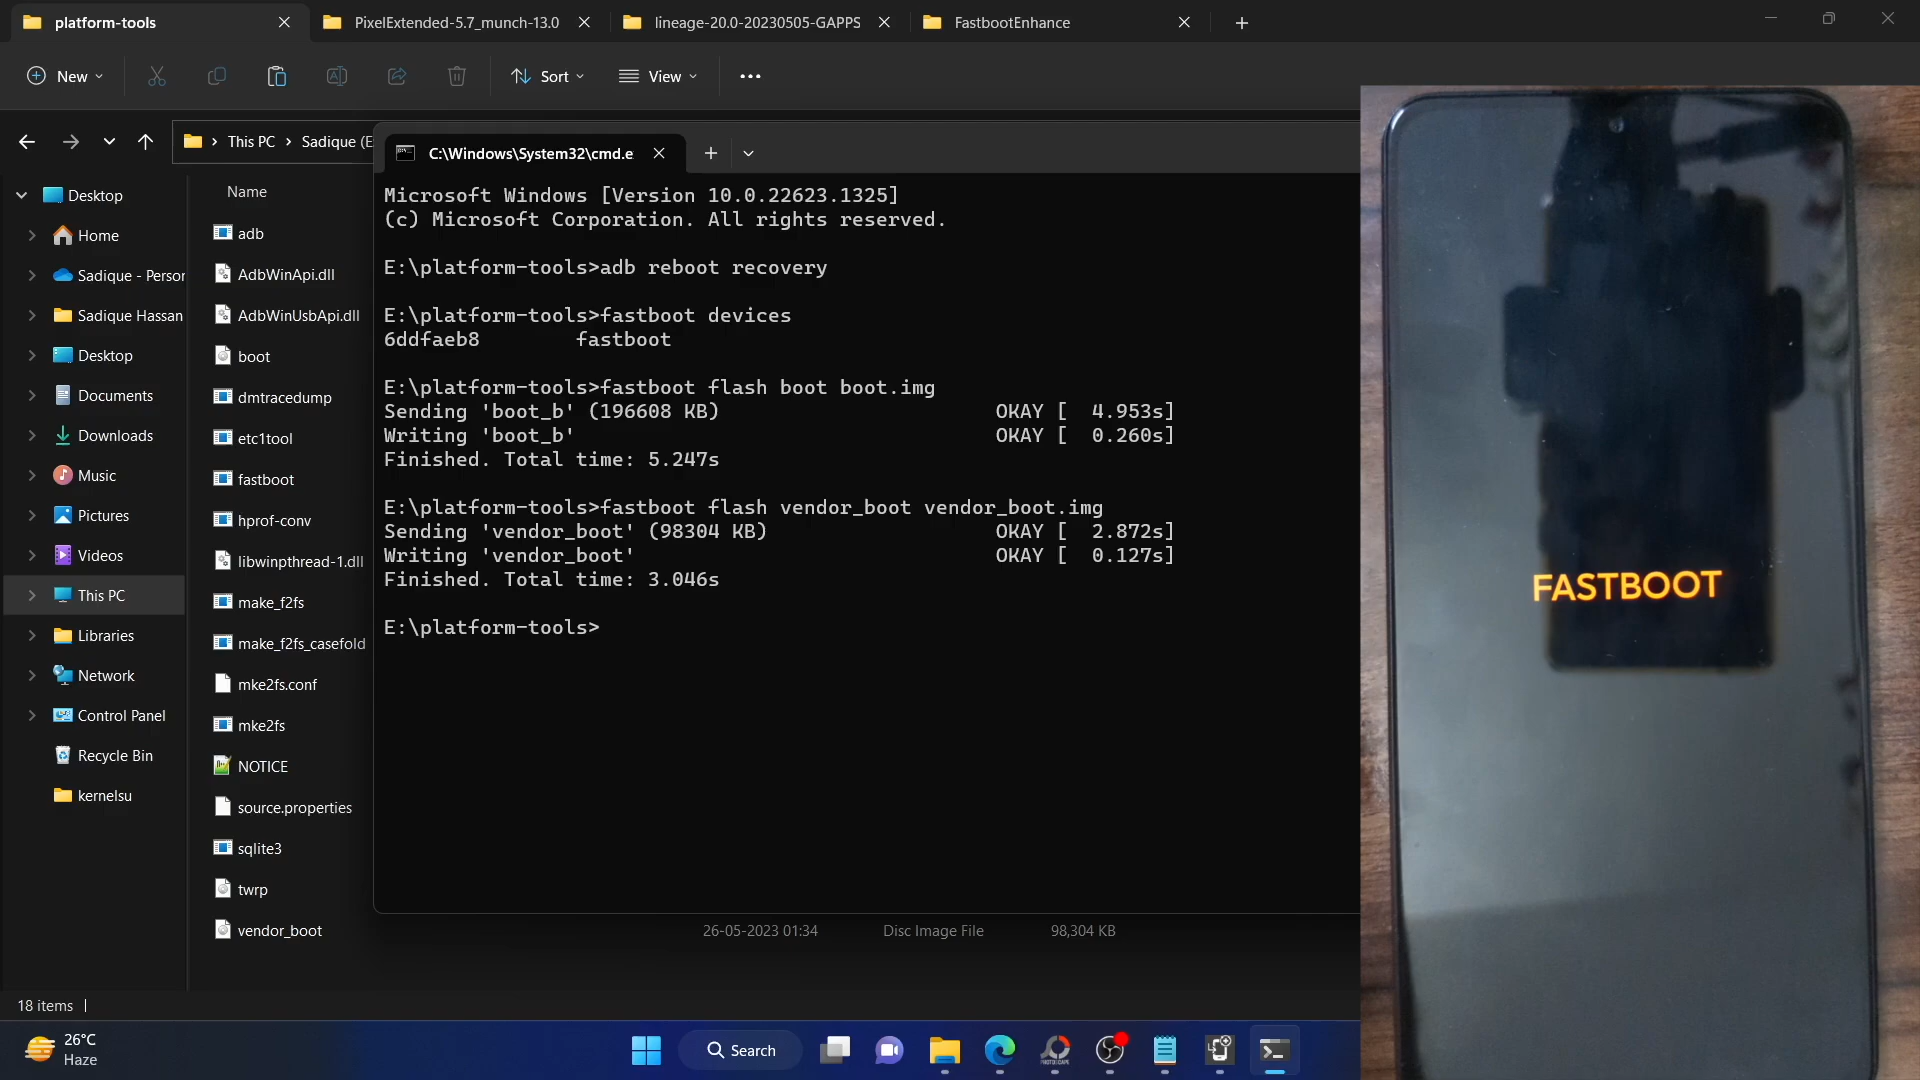 platform-tools
PixelExtended-5.7_munch-13.0
lineage-20.0-20230505-GAPPS
FastbootEnhance
New
Sort
View
This PC
Sadique (E
C:\Windows\System32\cmd.e
Desktop
Home
Sadique - Persor
Sadique Hassan
Desktop
Documents
Downloads
Music
Pictures
Videos
This PC
Libraries
Network
Control Panel
Recycle Bin
kernelsu
Name
adb
AdbWinApi.dll
AdbWinUsbApi.dll
boot
dmtracedump
etc1tool
fastboot
hprof-conv
libwinpthread-1.dll
make_f2fs
make_f2fs_casefold
mke2fs.conf
mke2fs
NOTICE
source.properties
sqlite3
twrp
vendor_boot 26-05-2023 01:34 Disc Image File 98,304 KB
Microsoft Windows [Version 10.0.22623.1325]
(c) Microsoft Corporation. All rights reserved.
E:\platform-tools>adb reboot recovery
E:\platform-tools>fastboot devices
6ddfaeb8 fastboot
E:\platform-tools>fastboot flash boot boot.img
Sending 'boot_b' (196608 KB) OKAY [ 4.953s]
Writing 'boot_b' OKAY [ 0.260s]
Finished. Total time: 5.247s
E:\platform-tools>fastboot flash vendor_boot vendor_boot.img
Sending 'vendor_boot' (98304 KB) OKAY [ 2.872s]
Writing 'vendor_boot' OKAY [ 0.127s]
Finished. Total time: 3.046s
E:\platform-tools>
FASTBOOT
18 items
26°C
Haze
Search